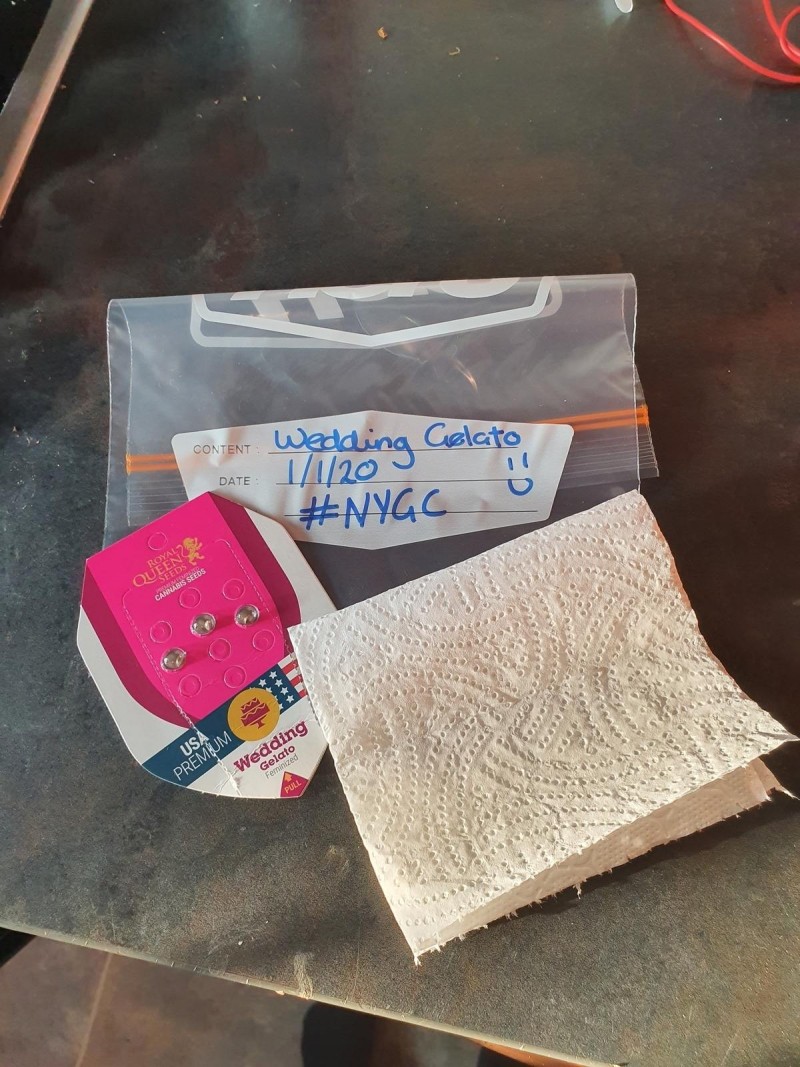 CONTENT : Wedding Gelato
DATE : 1/1/20
#NYGC
ROYAL
QUEEN
SEEDS
CANNABIS SEEDS
USA
PREMIUM
Wedding
Gelato
Feminized
PULL